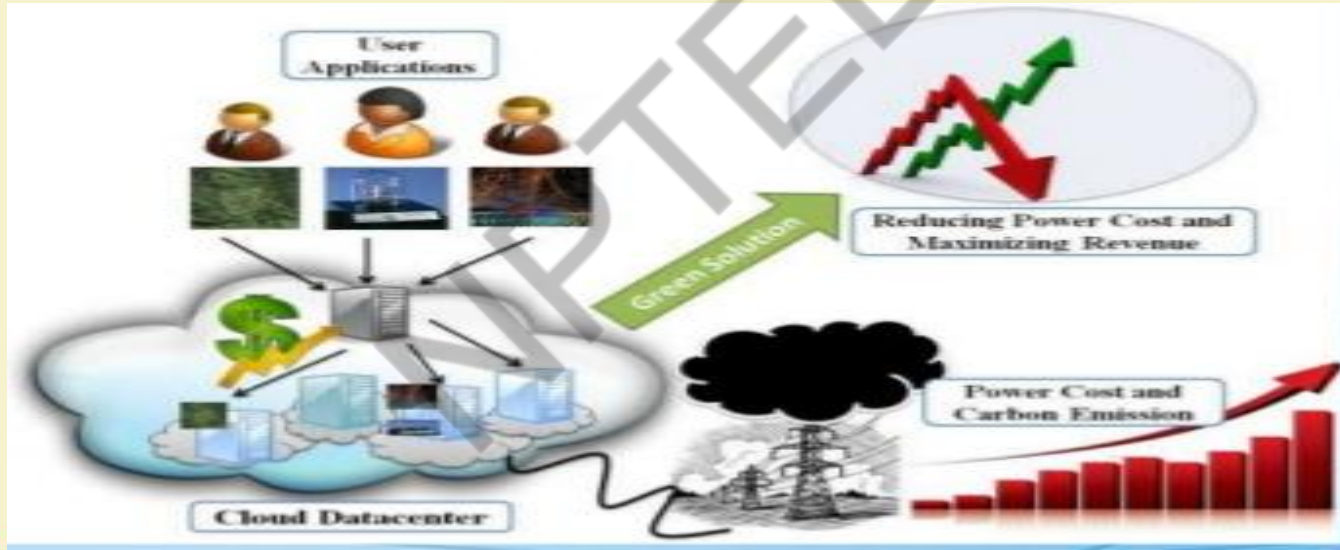 User
Applications
Reducing Power Cost and
Maximizing Revenue
Green Solution
Power Cost and
Carbon Emission
Cloud Datacenter
NPTEL